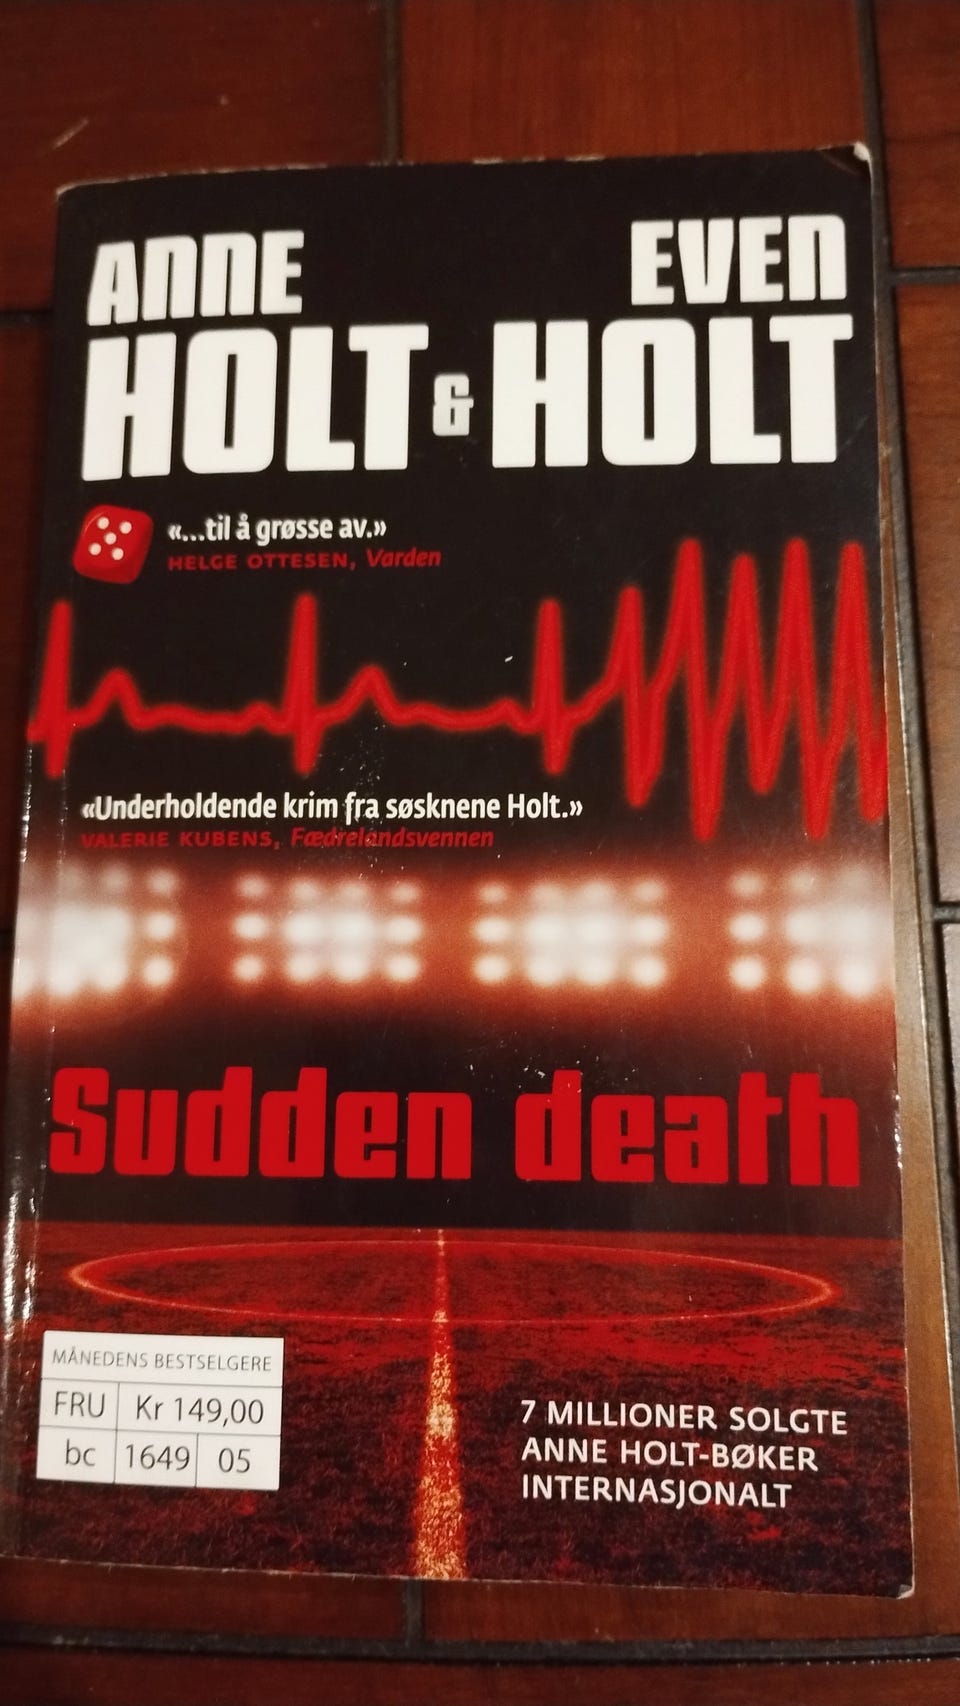 ANNE EVEN
HOLT & HOLT
«...til å grøsse av.»
HELGE OTTESEN, Varden
«Underholdende krim fra søsknene Holt.»
VALERIE KUBENS, Fædrelandsvennen
Sudden death
MÅNEDENS BESTSELGERE
FRU Kr 149,00
bc 1649 05
7 MILLIONER SOLGTE
ANNE HOLT-BØKER
INTERNASJONALT